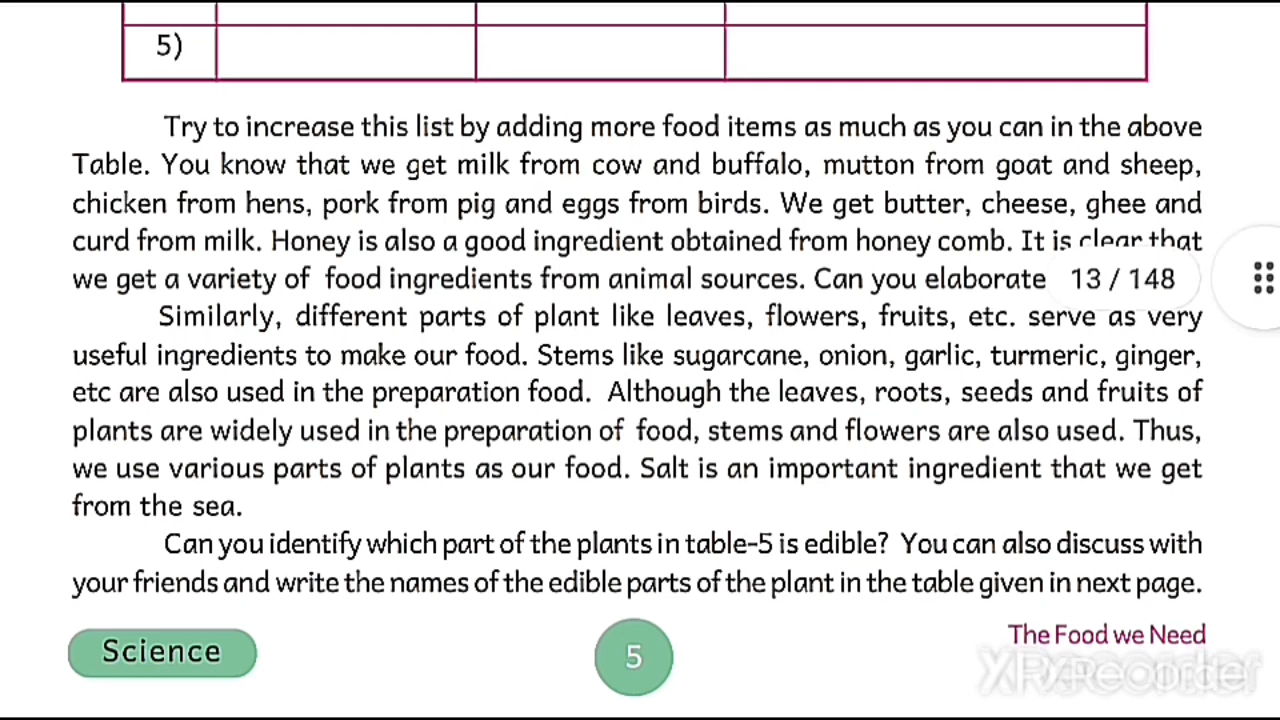 5)
Try to increase this list by adding more food items as much as you can in the above
Table. You know that we get milk from cow and buffalo, mutton from goat and sheep,
chicken from hens, pork from pig and eggs from birds. We get butter, cheese, ghee and
curd from milk. Honey is also a good ingredient obtained from honey comb. It is clear that
we get a variety of food ingredients from animal sources. Can you elaborate
13 / 148
Similarly, different parts of plant like leaves, flowers, fruits, etc. serve as very
useful ingredients to make our food. Stems like sugarcane, onion, garlic, turmeric, ginger,
etc are also used in the preparation food. Although the leaves, roots, seeds and fruits of
plants are widely used in the preparation of food, stems and flowers are also used. Thus,
we use various parts of plants as our food. Salt is an important ingredient that we get
from the sea.
Can you identify which part of the plants in table-5 is edible? You can also discuss with
your friends and write the names of the edible parts of the plant in the table given in next page.
Science
5
The Food we Need
XRecorder